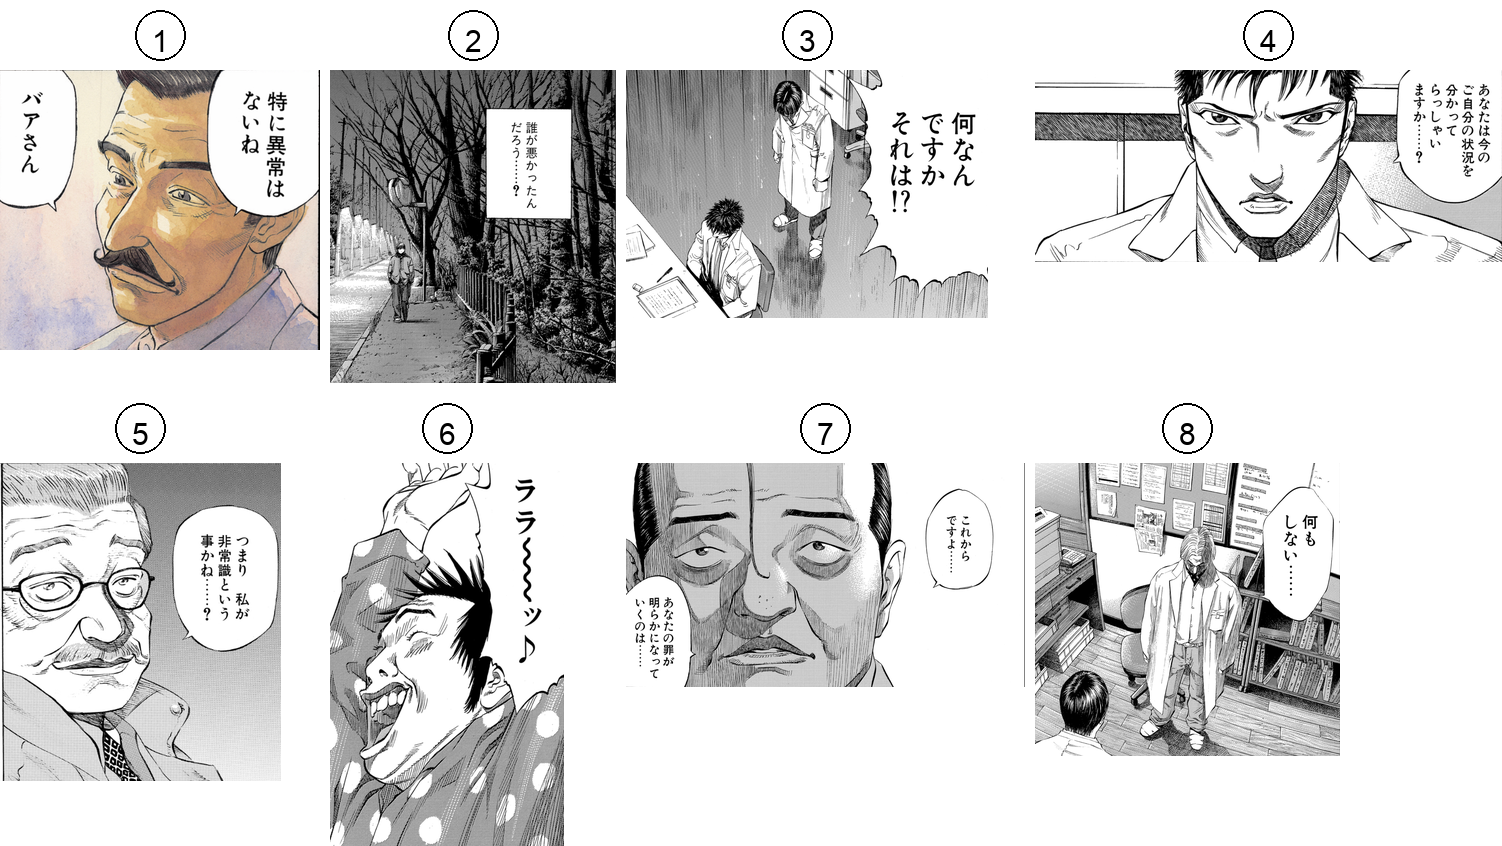 1
特に異常は
ないね
バアさん
2
誰が悪かったん
だろう……？
3
何なん
ですか
それは!?
4
あなたは今の
ご自分の状況を
分かって
らっしゃい
ますか……？
5
つまり 私が
非常識という
事かね……？
6
ララ〜〜〜〜ッ♪
7
これから
ですよ……
あなたの罪が
明らかになって
いくのは……
8
何も
しない……